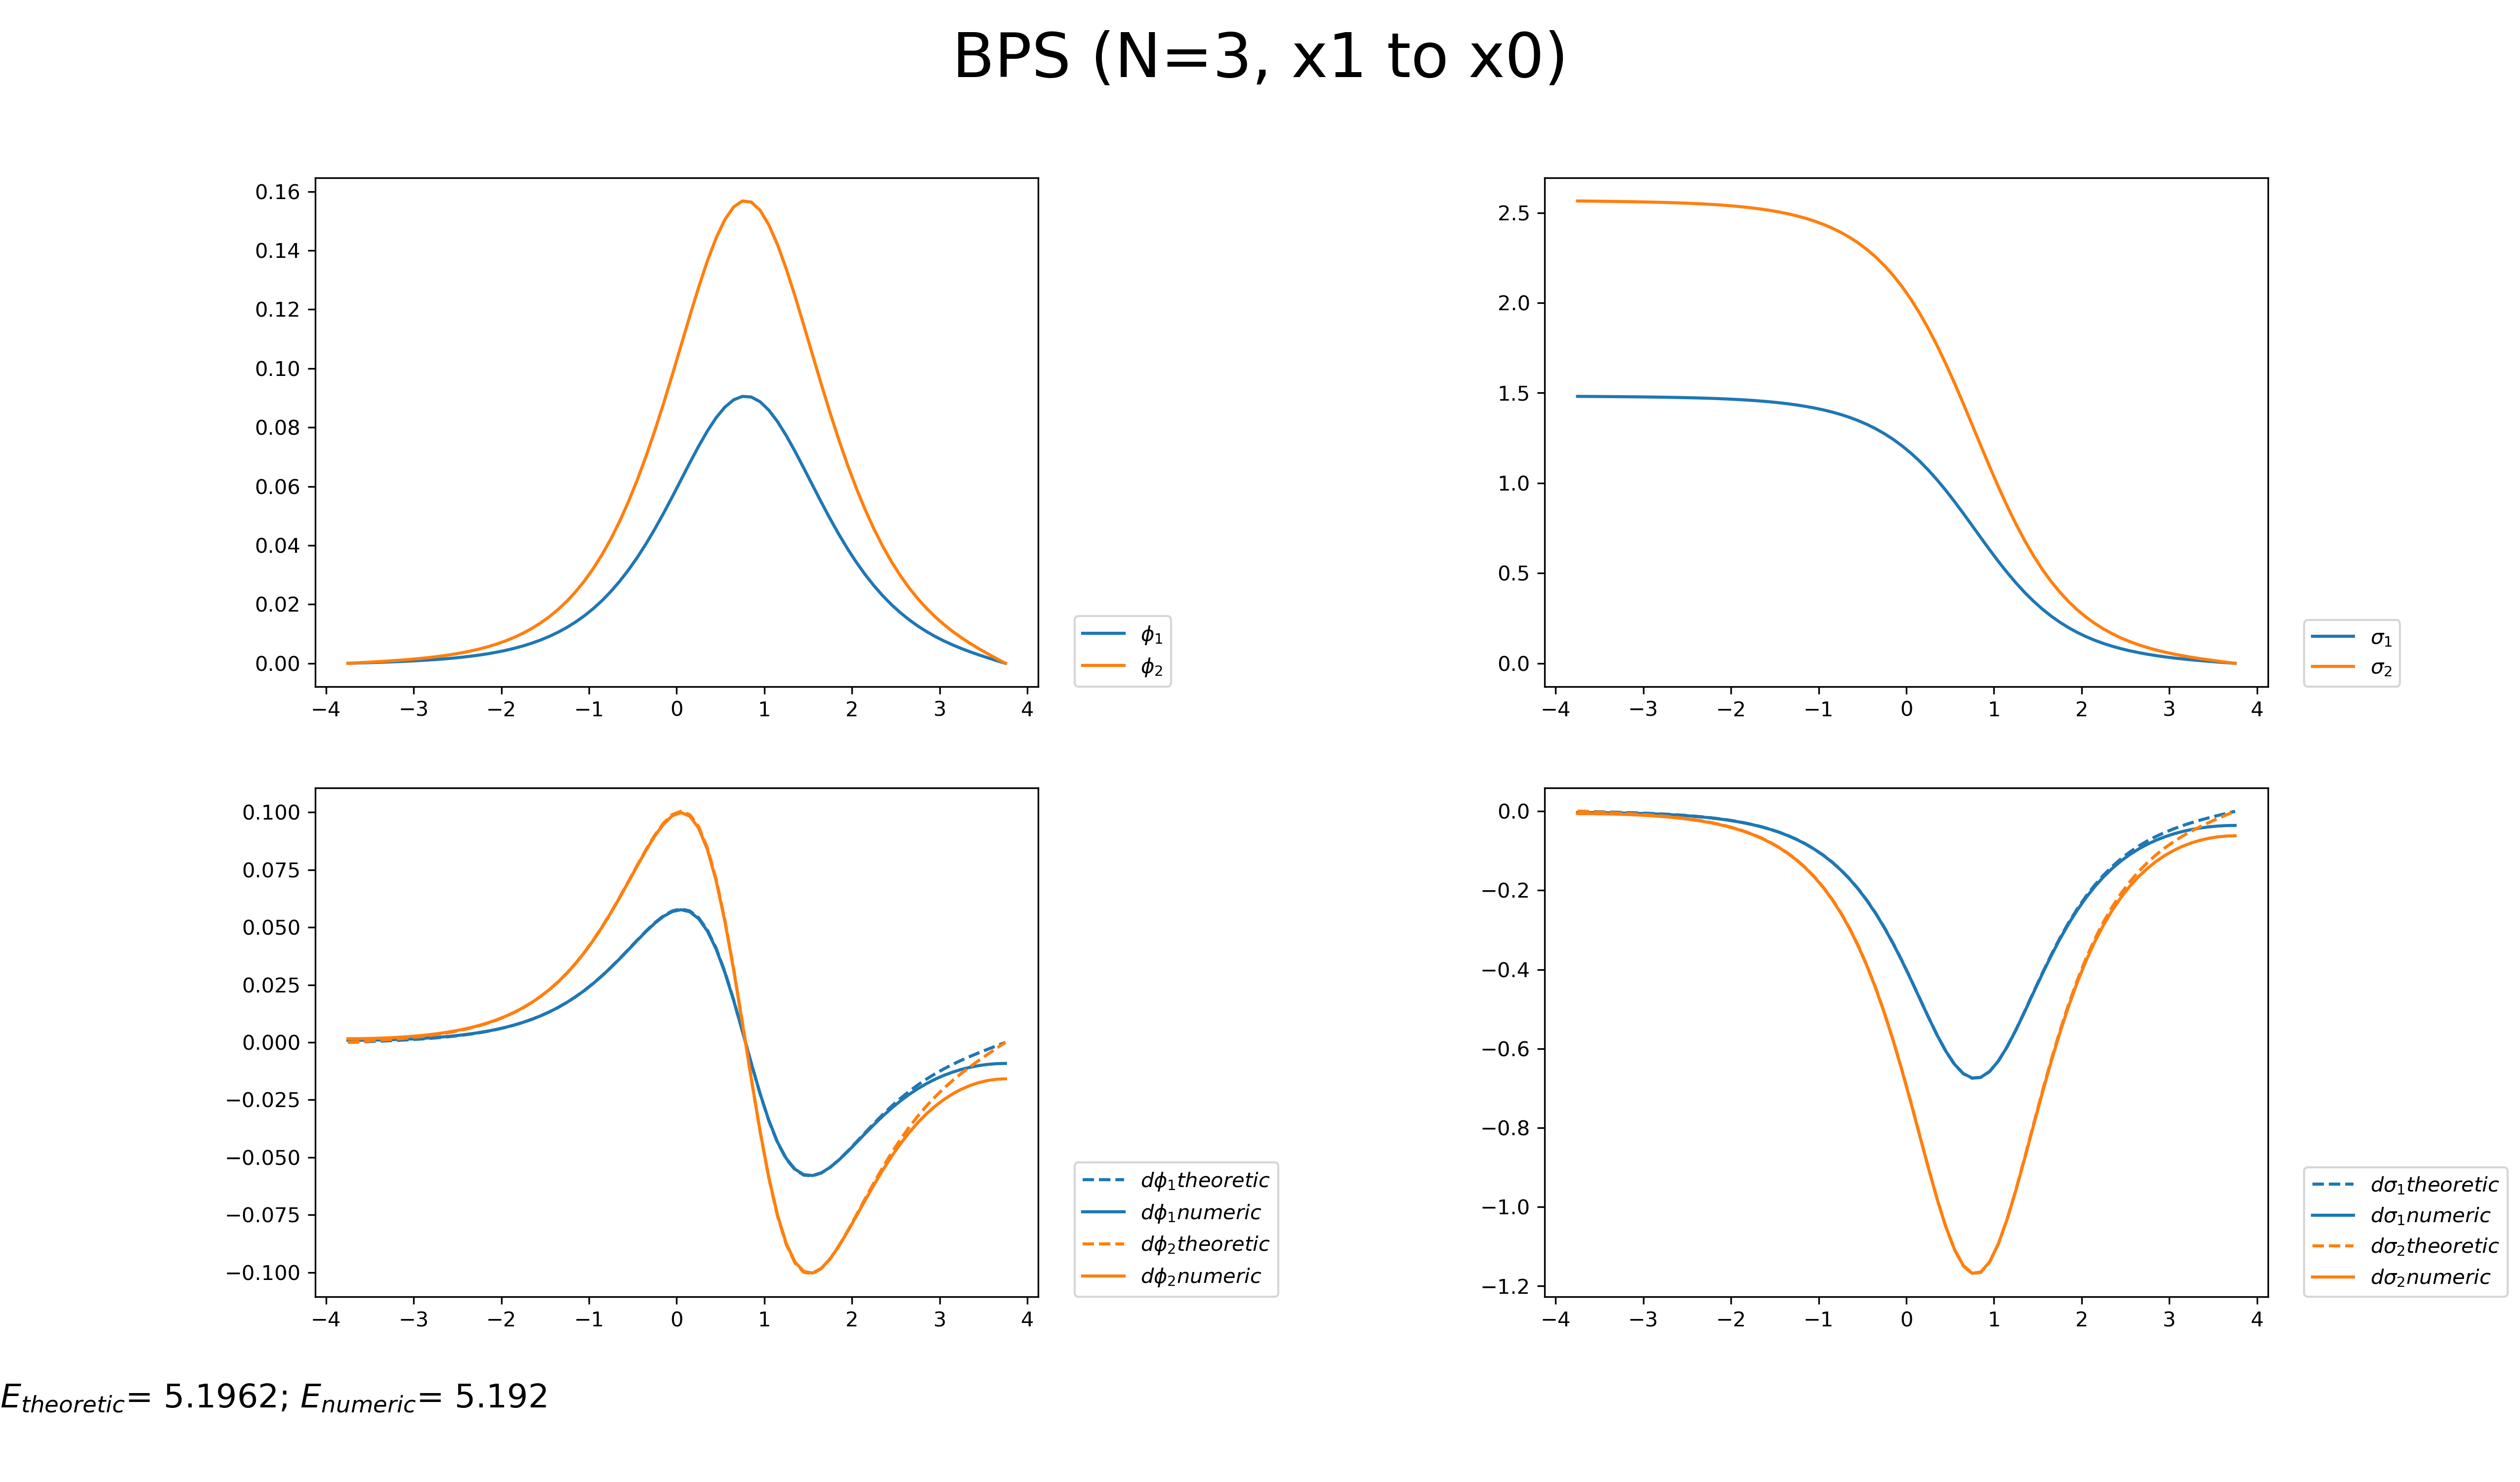 BPS (N=3, x1 to x0)
0.16
0.14
0.12
0.10
0.08
0.06
0.04
0.02
0.00
−4 −3 −2 −1 0 1 2 3 4
ϕ₁
ϕ₂
2.5
2.0
1.5
1.0
0.5
0.0
−4 −3 −2 −1 0 1 2 3 4
σ₁
σ₂
0.100
0.075
0.050
0.025
0.000
−0.025
−0.050
−0.075
−0.100
−4 −3 −2 −1 0 1 2 3 4
dϕ₁theoretic
dϕ₁numeric
dϕ₂theoretic
dϕ₂numeric
0.0
−0.2
−0.4
−0.6
−0.8
−1.0
−1.2
−4 −3 −2 −1 0 1 2 3 4
dσ₁theoretic
dσ₁numeric
dσ₂theoretic
dσ₂numeric
Etheoretic= 5.1962; Enumeric= 5.192